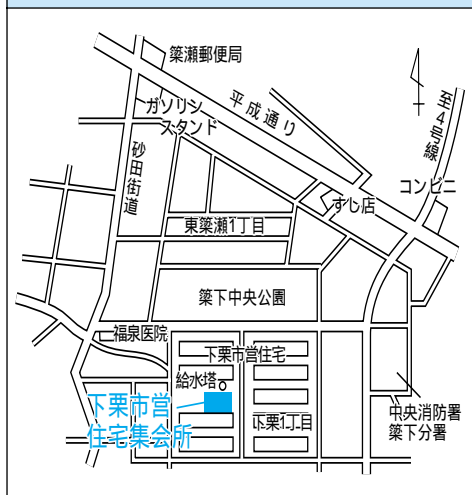 簗瀬郵便局
ガソリン
スタンド
平成通り
至4号線
砂田街道
コンビニ
すし店
東簗瀬1丁目
簗下中央公園
福泉医院
下栗市営住宅
給水塔
下栗市営
住宅集会所
下栗1丁目
中央消防署
簗下分署